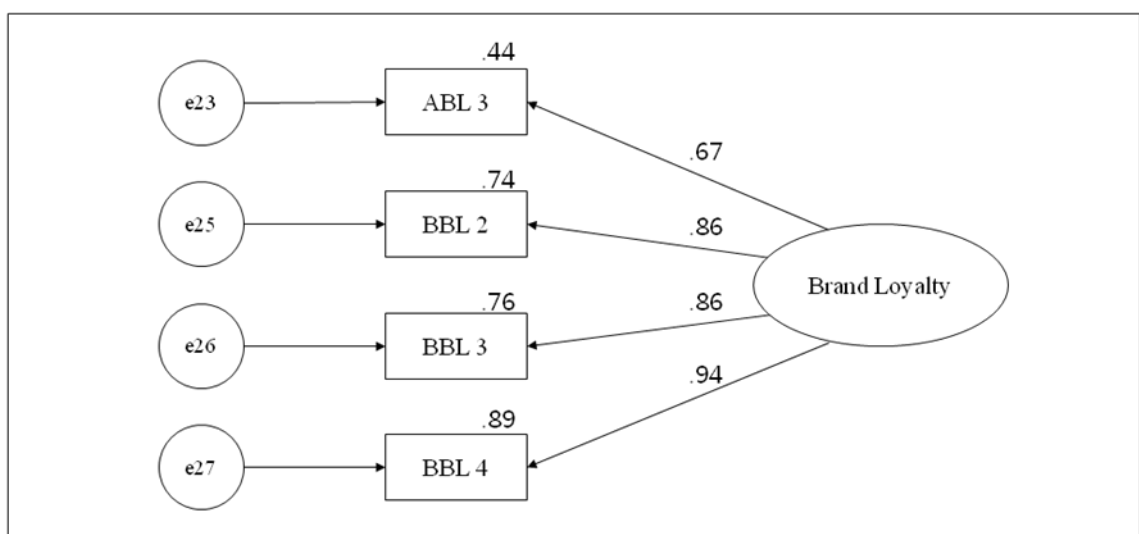 .44
e23
ABL 3
.67
.74
e25
BBL 2
.86
Brand Loyalty
.76
e26
BBL 3
.86
.94
.89
e27
BBL 4